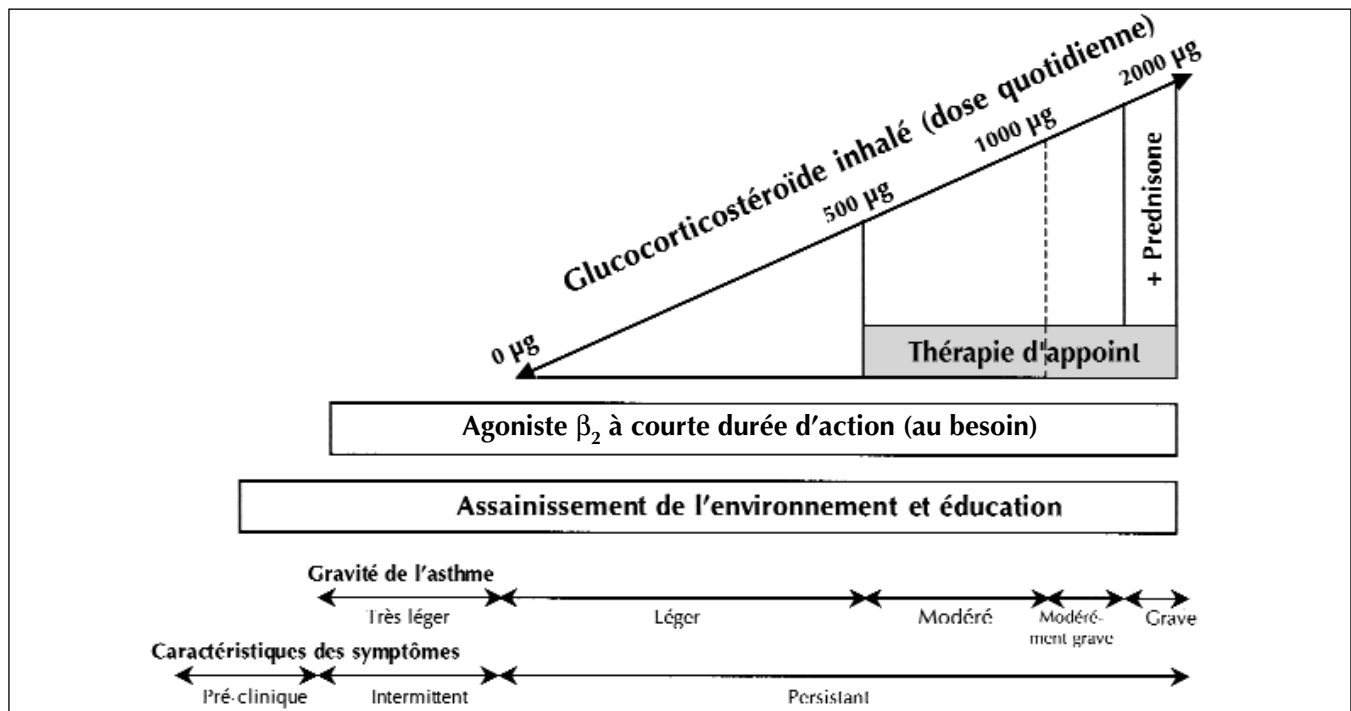 Glucocorticostéroïde inhalé (dose quotidienne)
2000 µg
1000 µg
500 µg
0 µg
+ Prednisone
Thérapie d'appoint
Agoniste β₂ à courte durée d'action (au besoin)
Assainissement de l'environnement et éducation
Gravité de l'asthme
Très léger
Léger
Modéré
Modéré-
ment grave
Grave
Caractéristiques des symptômes
Pré-clinique
Intermittent
Persistant